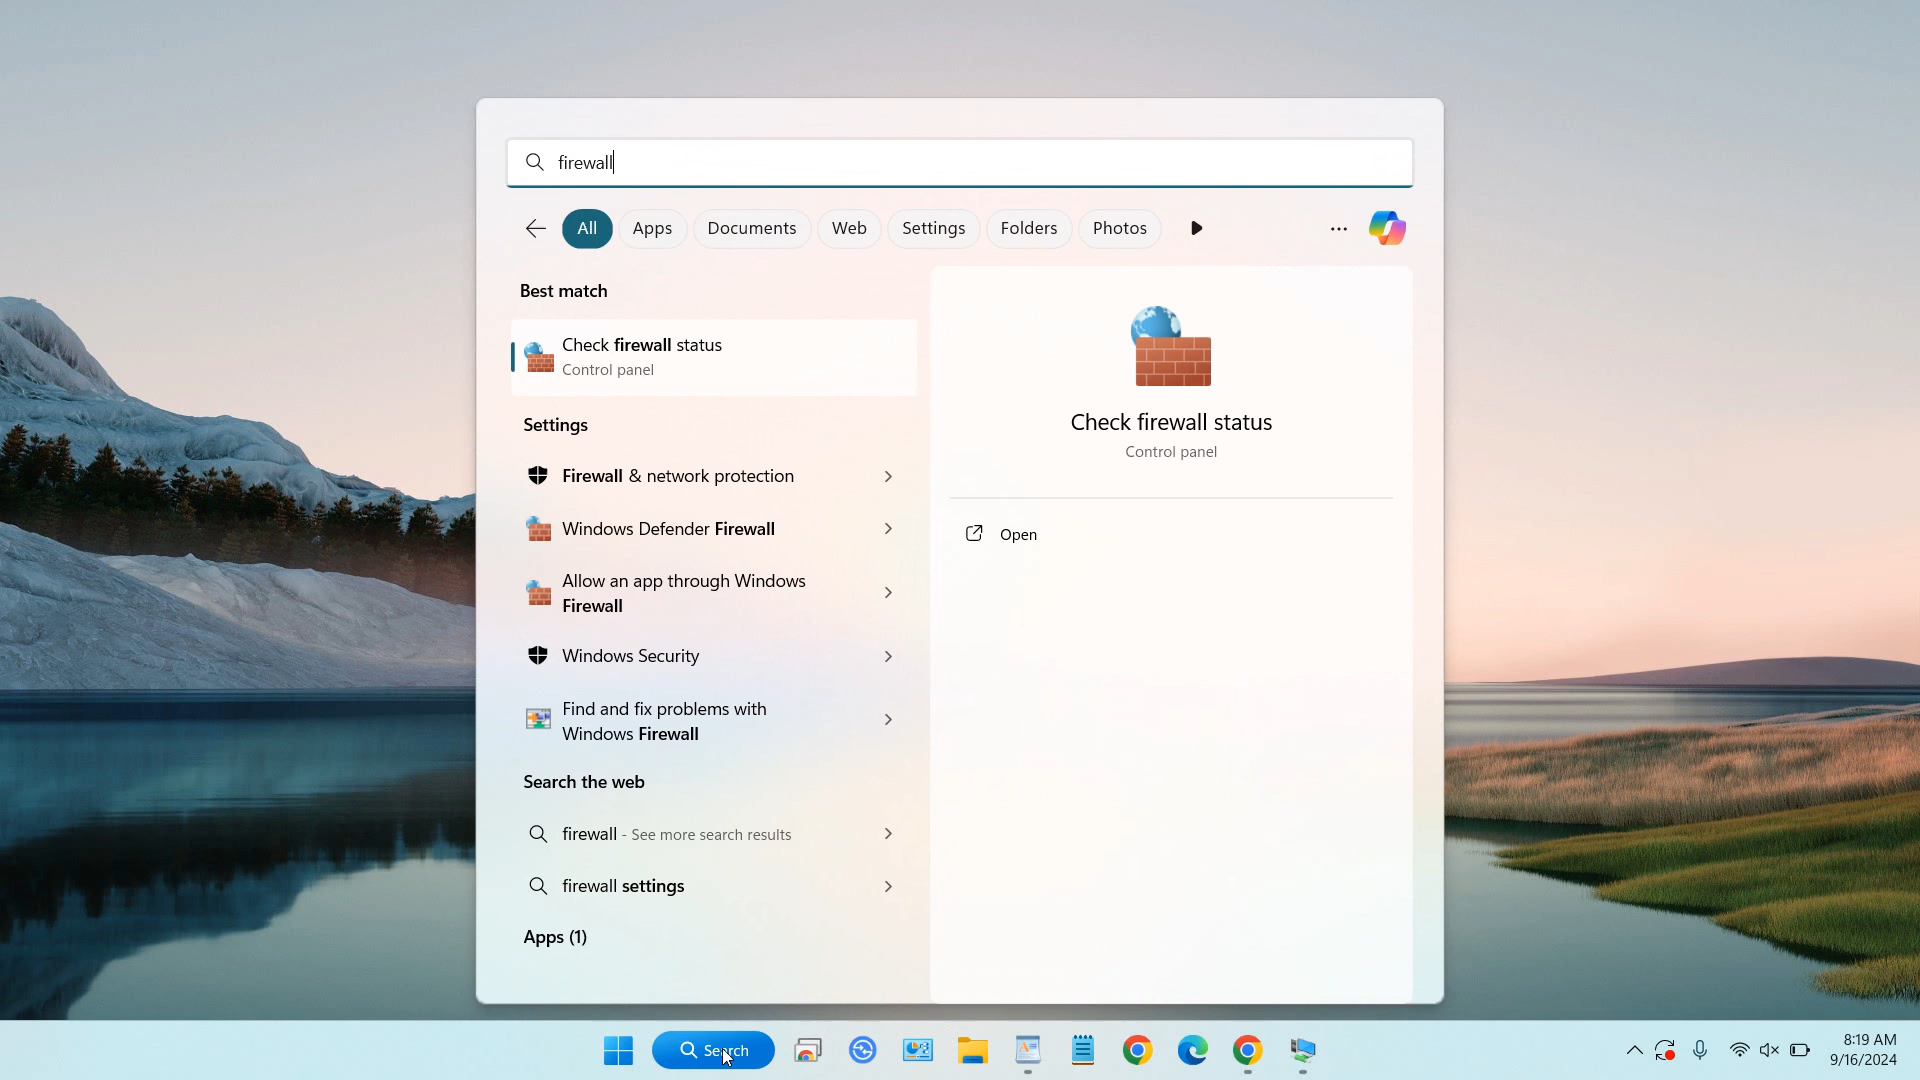 firewall
All Apps Documents Web Settings Folders Photos
Best match
Check firewall status
Control panel
Settings
Firewall & network protection
Windows Defender Firewall
Allow an app through Windows
Firewall
Windows Security
Find and fix problems with
Windows Firewall
Search the web
firewall - See more search results
firewall settings
Apps (1)
Check firewall status
Control panel
Open
Search
8:19 AM
9/16/2024